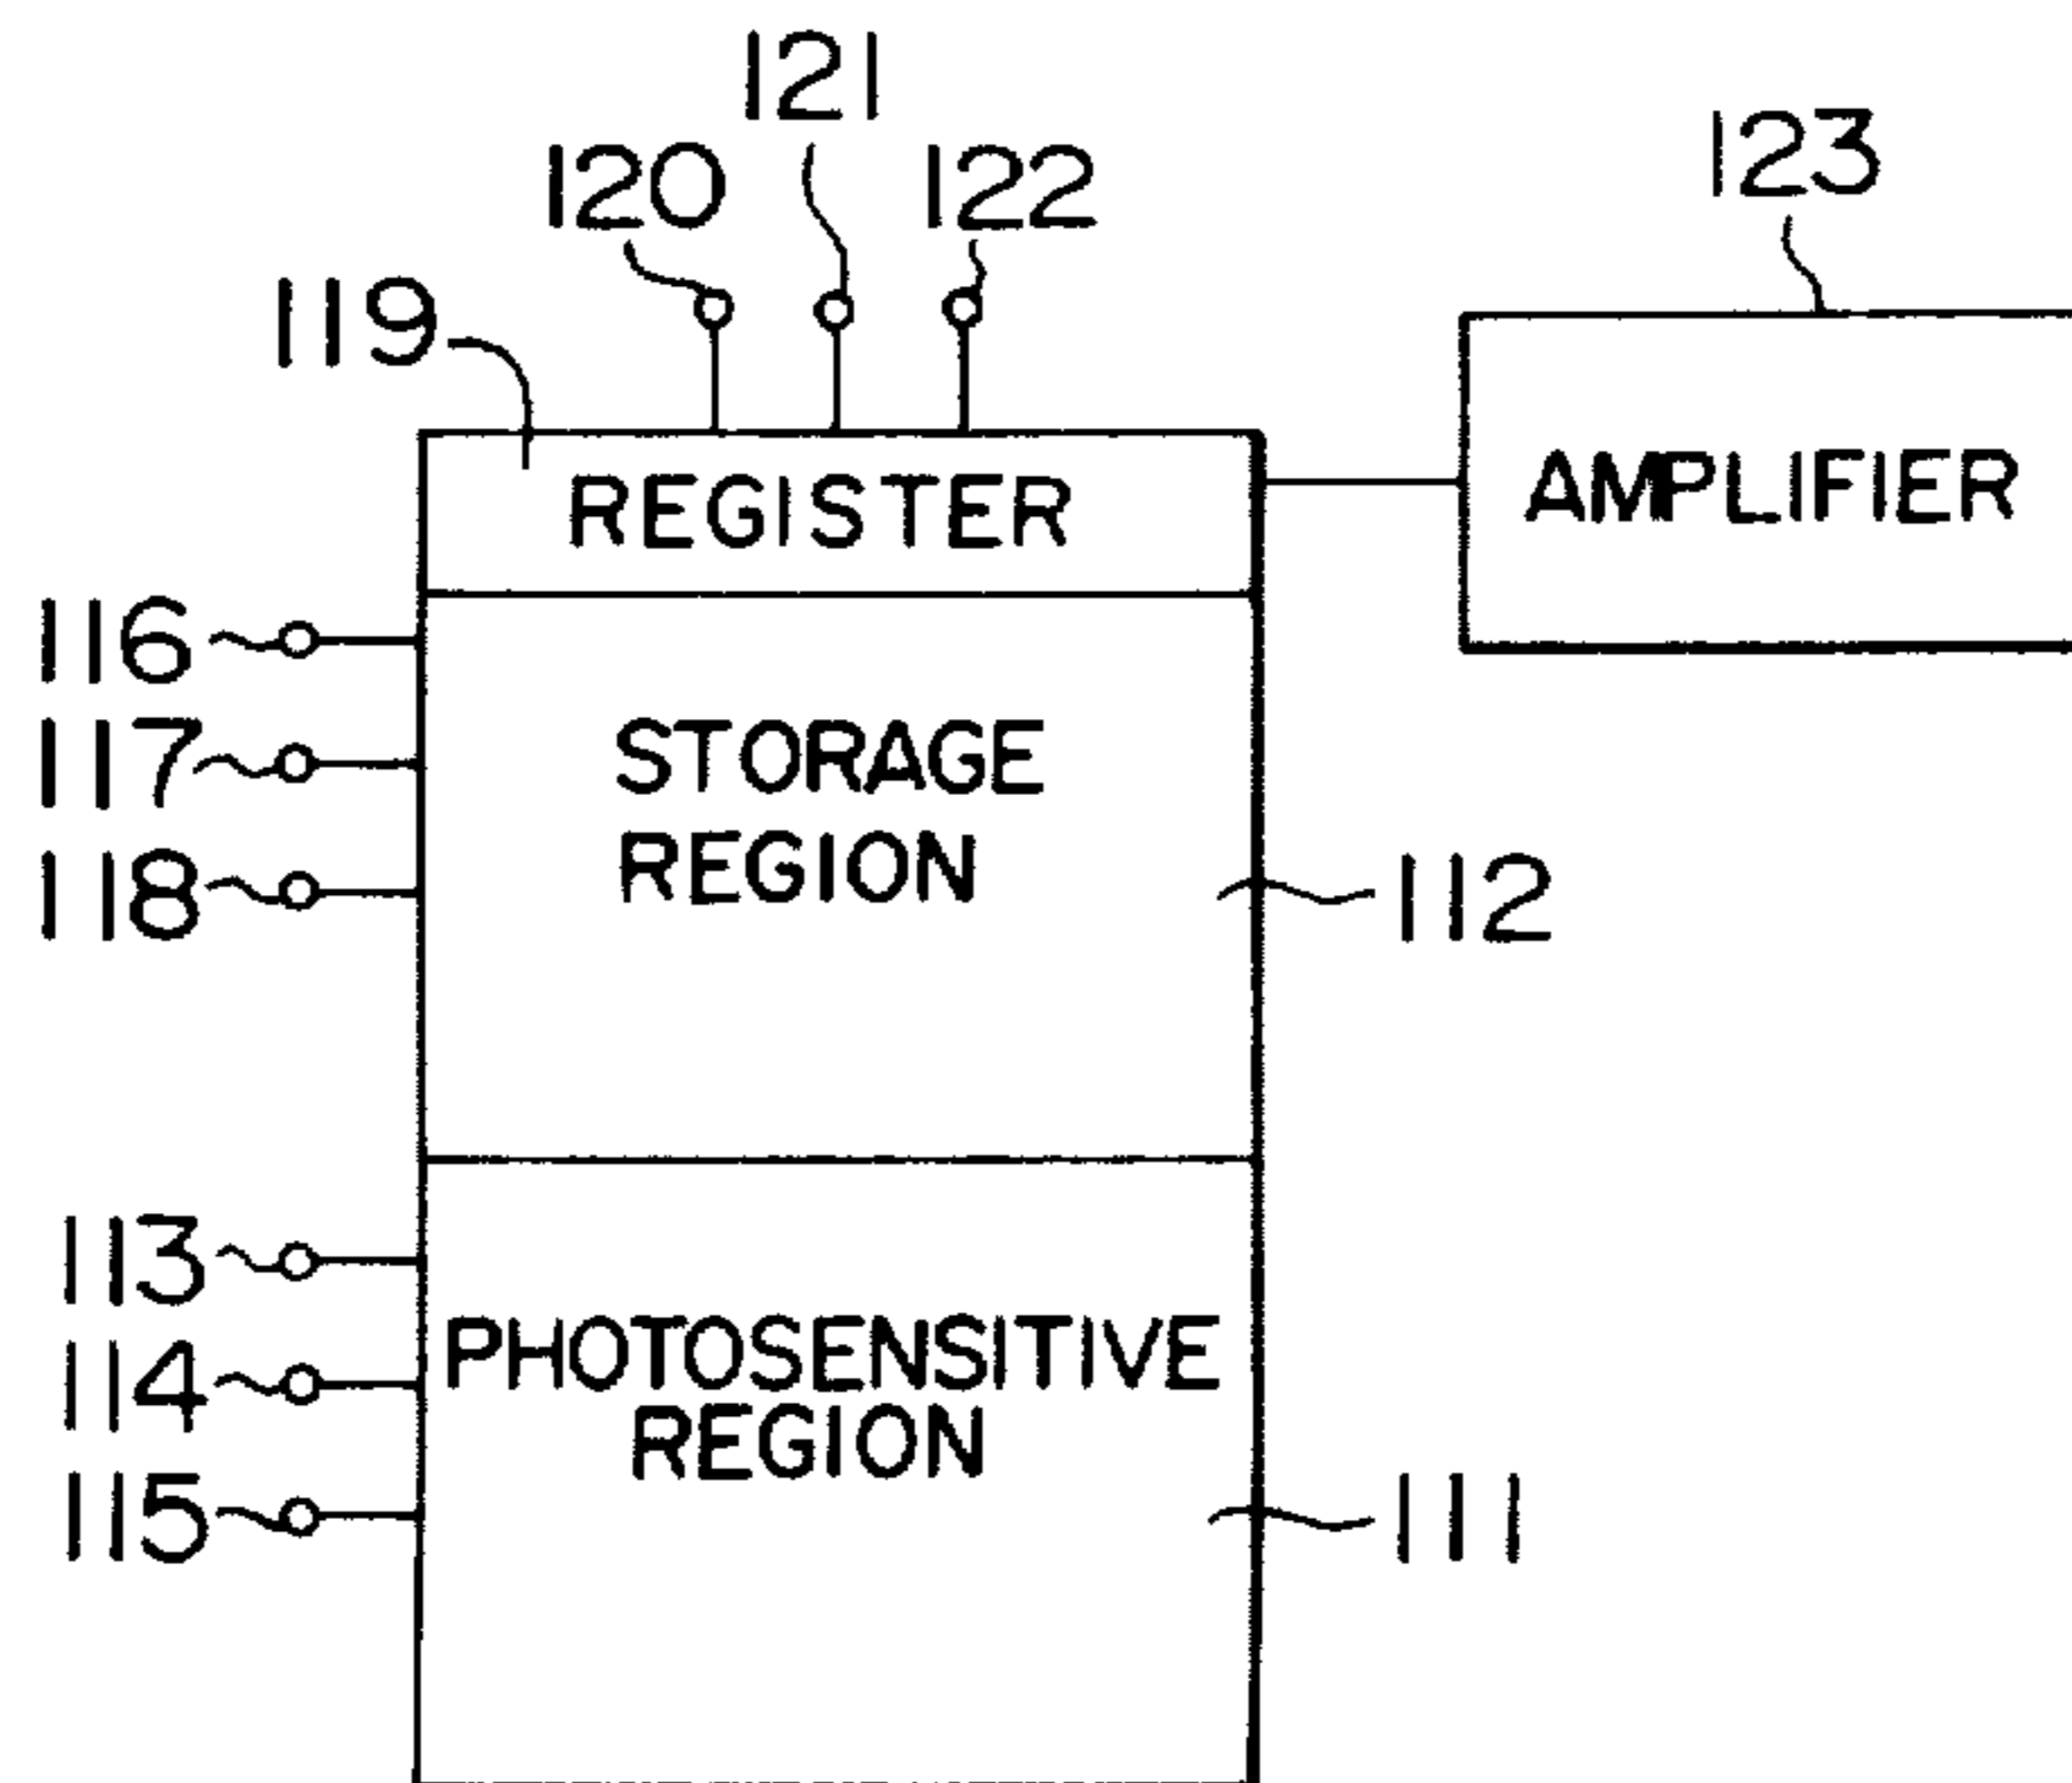 121
120
122
123
119
REGISTER
AMPLIFIER
116
117
118
STORAGE
REGION
112
113
114
115
PHOTOSENSITIVE
REGION
111